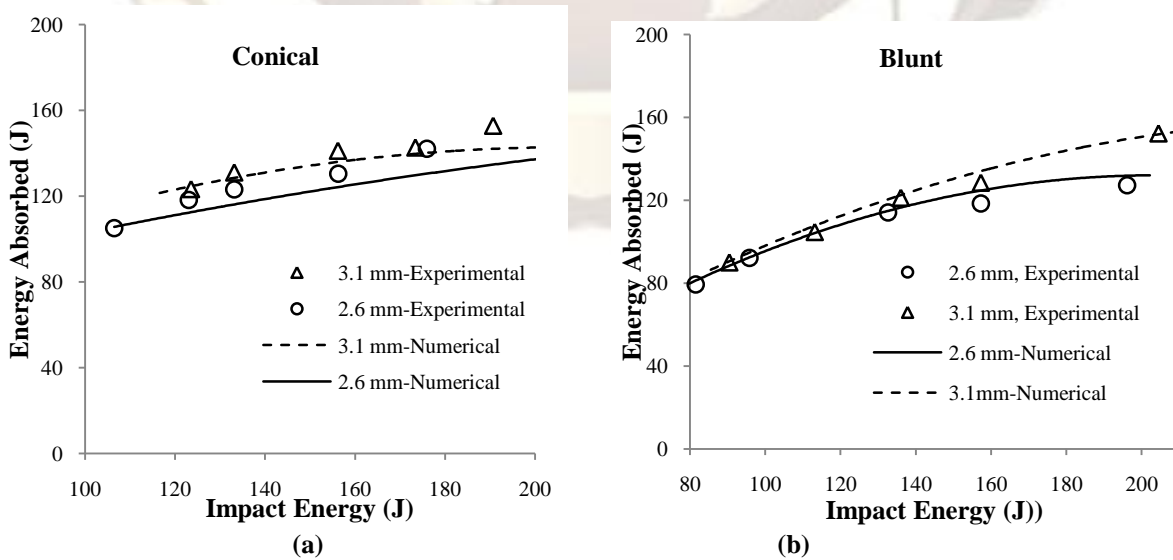 Conical
Energy Absorbed (J)
200
160
120
80
40
0
3.1 mm-Experimental
2.6 mm-Experimental
3.1 mm-Numerical
2.6 mm-Numerical
100 120 140 160 180 200
Impact Energy (J)
(a)
Blunt
Energy Absorbed (J)
200
160
120
80
40
0
2.6 mm, Experimental
3.1 mm, Experimental
2.6 mm-Numerical
3.1mm-Numerical
80 100 120 140 160 180 200
Impact Energy (J))
(b)